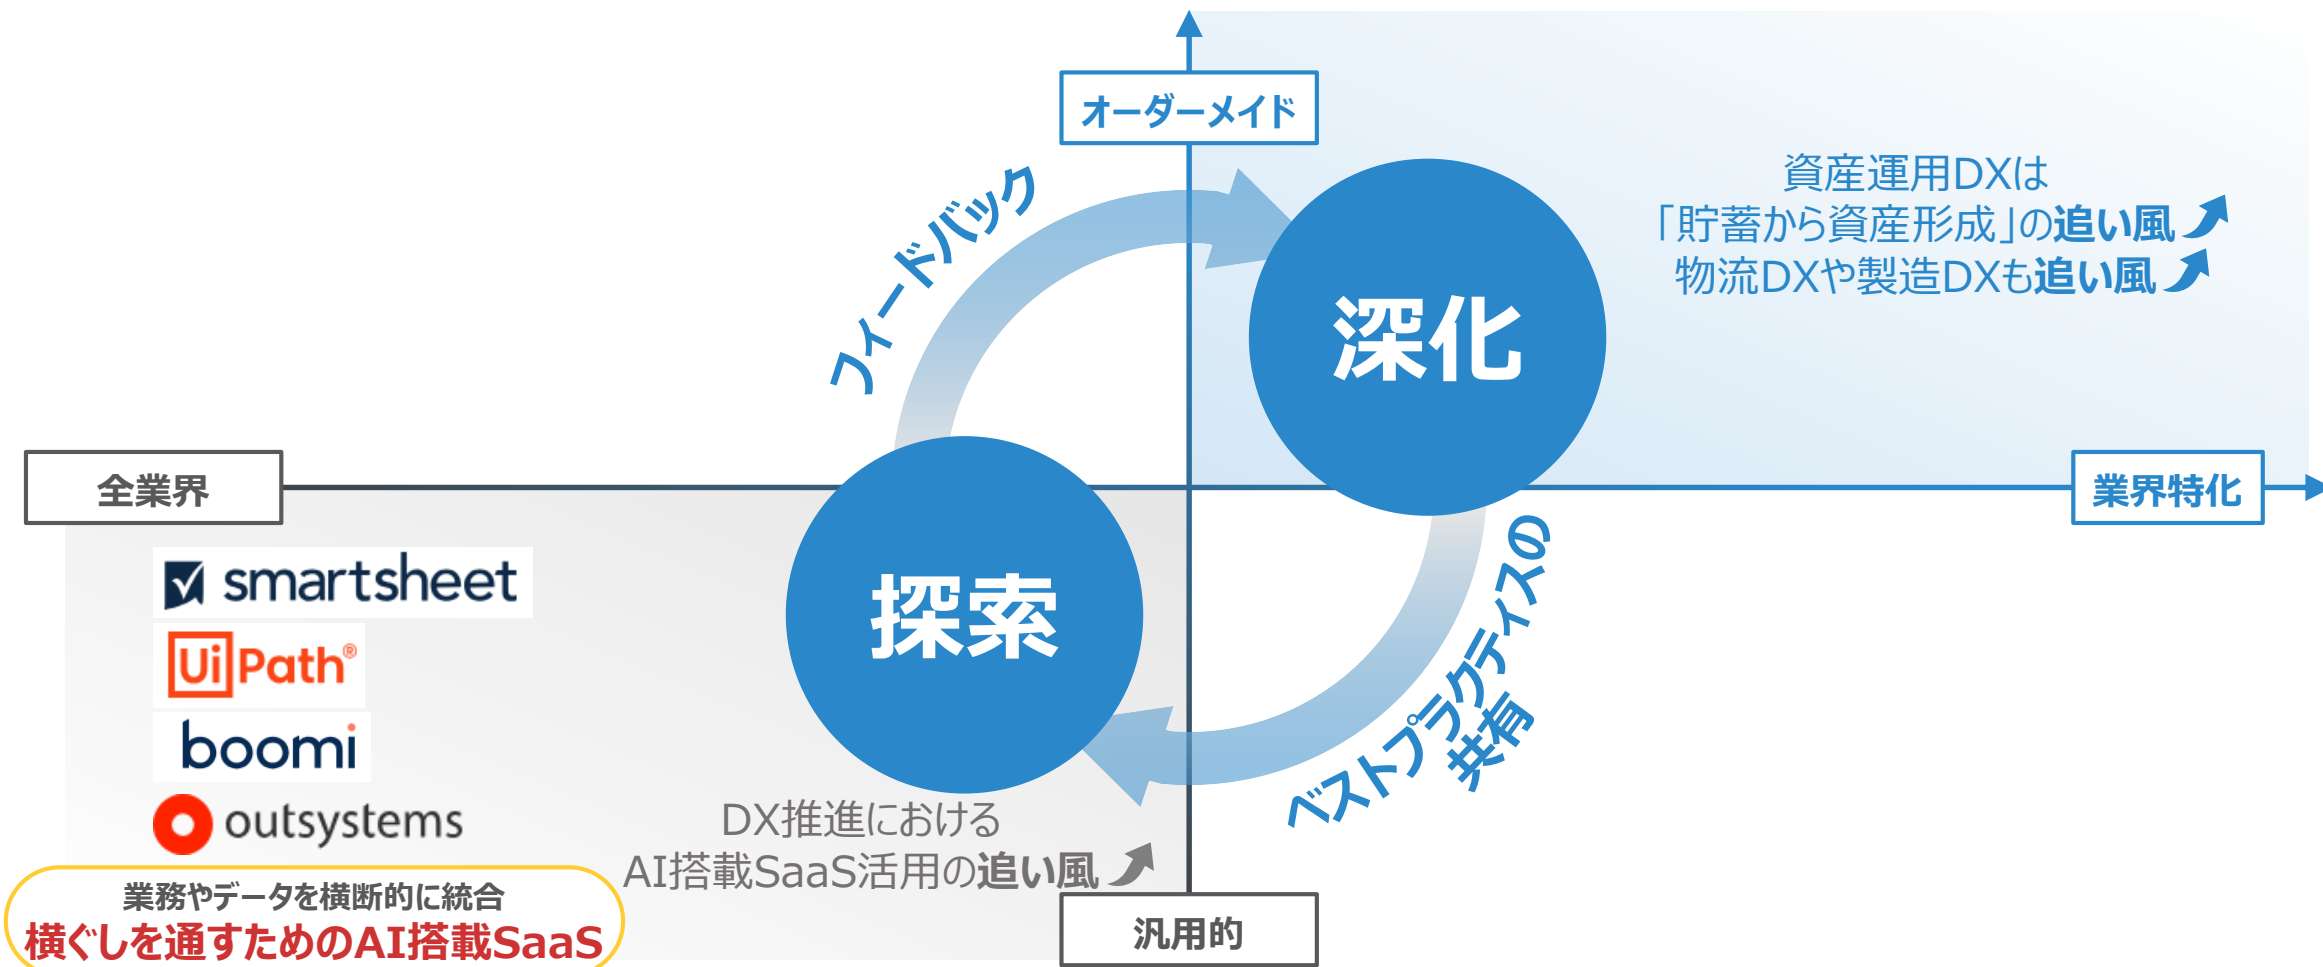 オーダーメイド
資産運用DXは
「貯蓄から資産形成」の追い風
物流DXや製造DXも追い風
フィードバック
深化
全業界
業界特化
探索
ベストプラクティスの
共有
smartsheet
UiPath®
boomi
outsystems
DX推進における
AI搭載SaaS活用の追い風
業務やデータを横断的に統合
横ぐしを通すためのAI搭載SaaS
汎用的